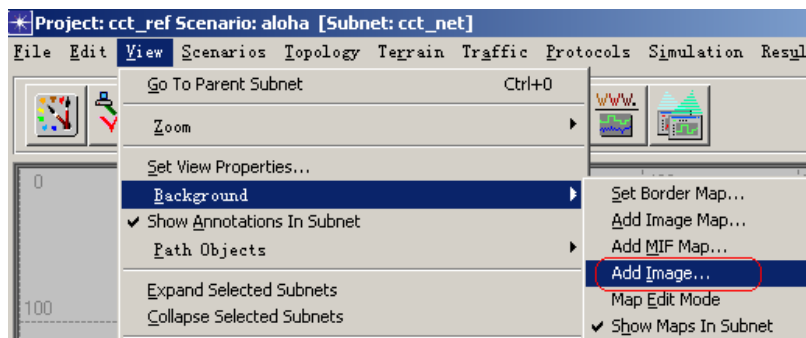 Project: cct_ref Scenario: aloha [Subnet: cct_net]
File Edit View Scenarios Topology Terrain Traffic Protocols Simulation Resul
Go To Parent Subnet Ctrl+0
Zoom
Set View Properties...
Background
Show Annotations In Subnet
Path Objects
Expand Selected Subnets
Collapse Selected Subnets
Set Border Map...
Add Image Map...
Add MIF Map...
Add Image...
Map Edit Mode
Show Maps In Subnet
WWW.
0
100